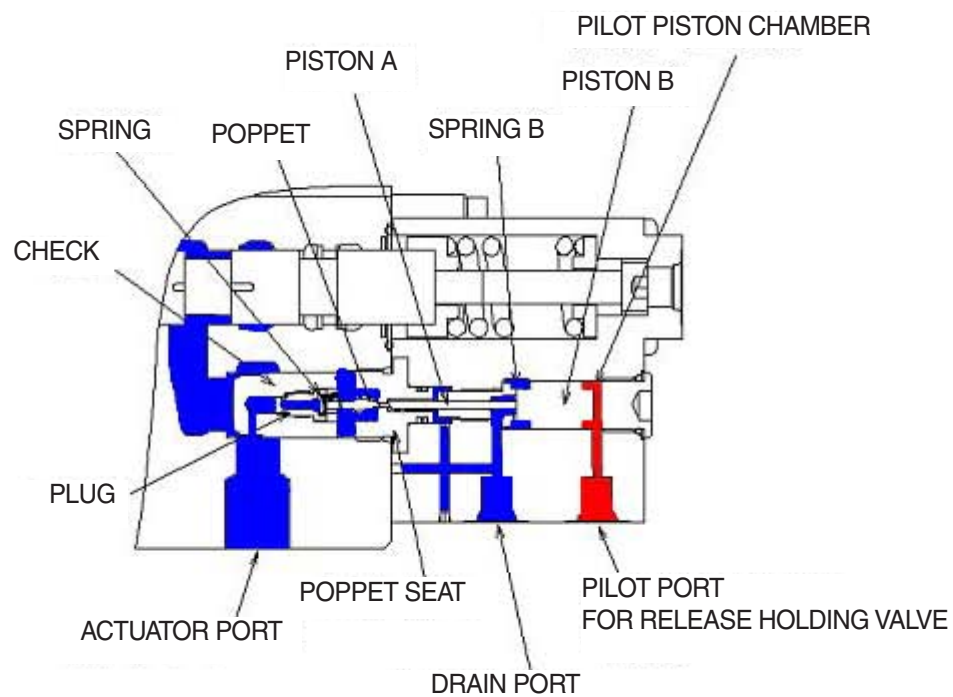 PILOT PISTON CHAMBER
PISTON A
PISTON B
SPRING
POPPET
SPRING B
CHECK
PLUG
POPPET SEAT
PILOT PORT
FOR RELEASE HOLDING VALVE
ACTUATOR PORT
DRAIN PORT